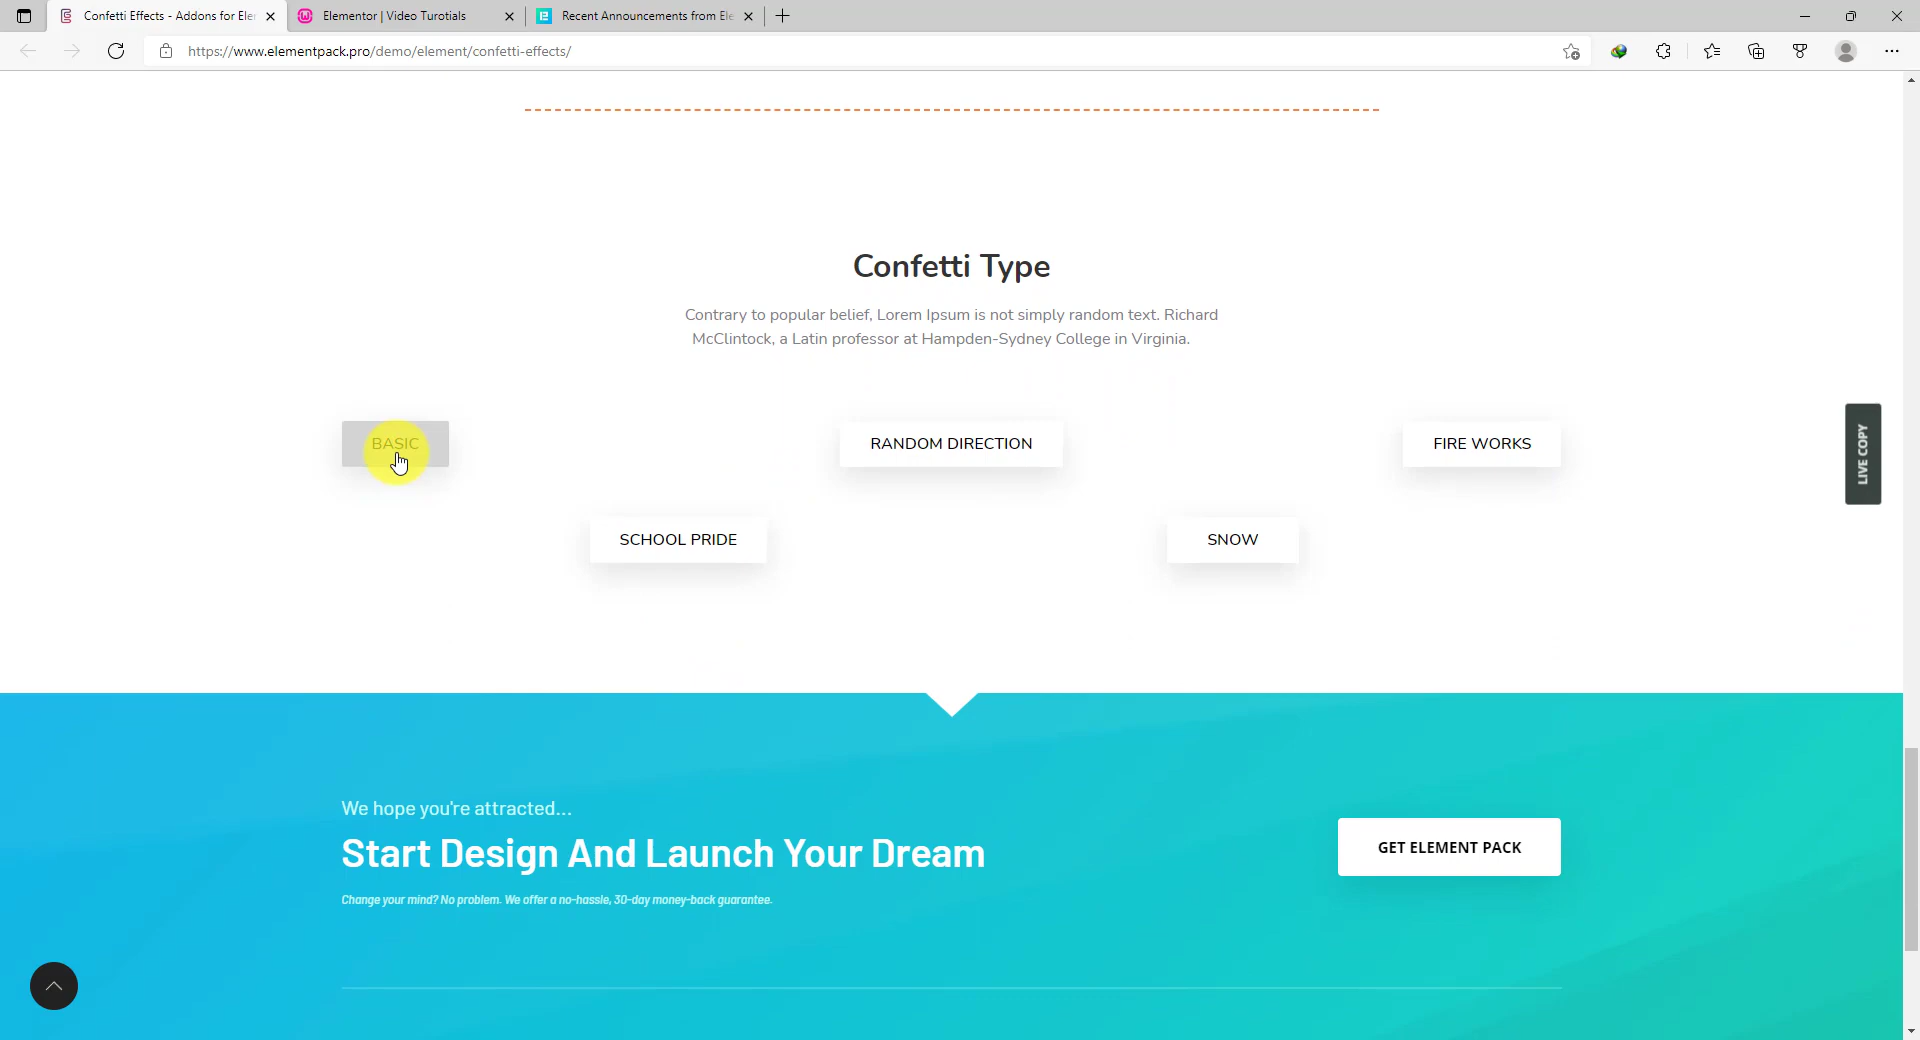 Confetti Effects - Addons for Ele
Elementor | Video Turotials
Recent Announcements from Ele
https://www.elementpack.pro/demo/element/confetti-effects/
Confetti Type
Contrary to popular belief, Lorem Ipsum is not simply random text. Richard
McClintock, a Latin professor at Hampden-Sydney College in Virginia.
BASIC
RANDOM DIRECTION
FIRE WORKS
LIVE COPY
SCHOOL PRIDE
SNOW
We hope you're attracted...
Start Design And Launch Your Dream
GET ELEMENT PACK
Change your mind? No problem. We offer a no-hassle, 30-day money-back guarantee.